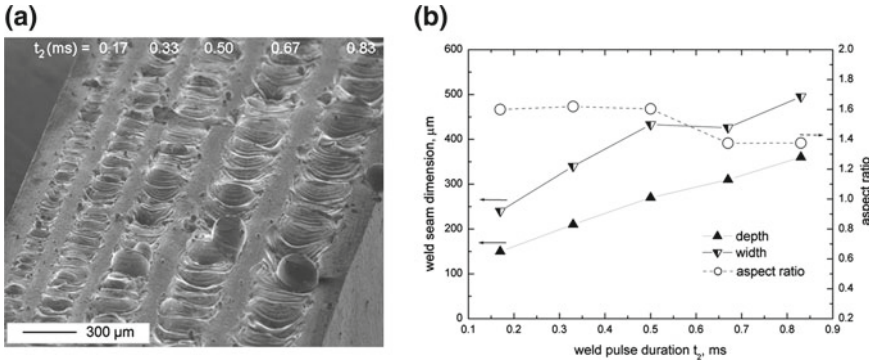 (a)
t₂(ms) = 0.17 0.33 0.50 0.67 0.83
300 µm
(b)
600
500
400
300
250
200
150
100
0
weld seam dimension, µm
2.0
1.8
1.6
1.4
1.2
1.0
0.8
0.6
0.4
0.2
aspect ratio
depth
width
aspect ratio
0.1 0.2 0.3 0.4 0.5 0.6 0.7 0.8 0.9
weld pulse duration t₂, ms